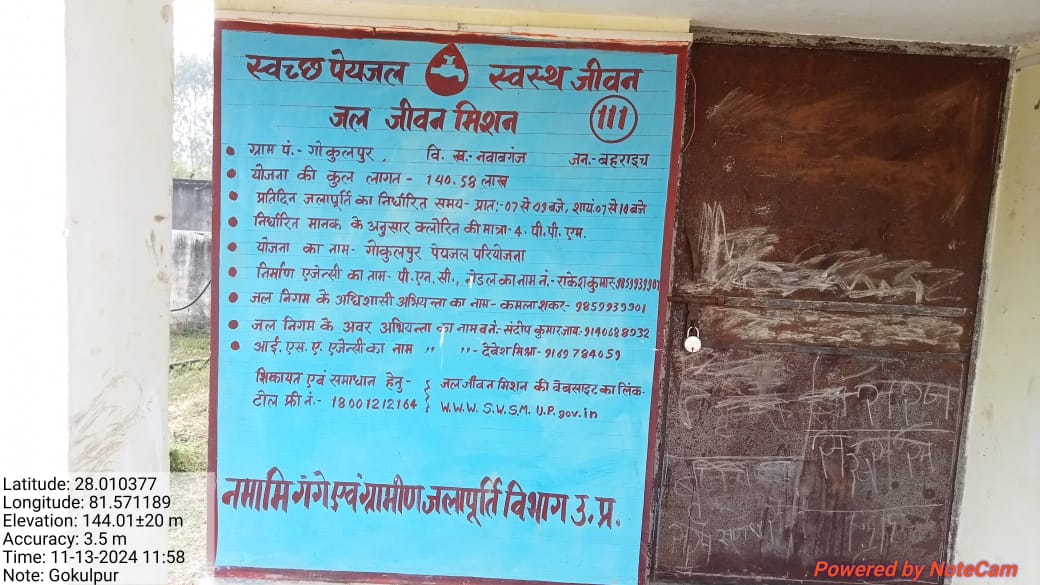 स्वच्छ पेयजल स्वस्थ जीवन
जल जीवन मिशन 111
ग्राम पं.- गोकुलपुर, वि. ख.- नवाबगंज जन.- बहराइच
योजना की कुल लागत - 140.58 लाख
प्रतिदिन जलापूर्ति का निर्धारित समय- प्रात:-07 से 09 बजे, शायं.07 से 10 बजे
निर्धारित मानक के अनुसार क्लोरिन की मात्रा- 4. पी.पी.एम.
योजना का नाम- गोकुलपुर पेयजल परियोजना
निर्माण एजेन्सी का नाम- पी.एन.सी., नोडल का नाम नं.- राकेश कुमार-9859939901
जल निगम के अधिशासी अभियन्ता का नाम - कमलाशंकर- 9859939901
जल निगम के अवर अभियन्ता का नाम व नं.- संदीप कुमार जाय- 9140688932
आई. एस. ए. एजेन्सी का नाम ,, ,,- देवेश मिश्रा - 9169784059
शिकायत एवं समाधान हेतु- जल जीवन मिशन की वेबसाइट का लिंक-
टोल फ्री नं.- 18001212164 W.W.W. S.W.S.M. U.P. gov.in
नमामि गंगे एवं ग्रामीण जलापूर्ति विभाग उ.प्र.
Latitude: 28.010377
Longitude: 81.571189
Elevation: 144.01±20 m
Accuracy: 3.5 m
Time: 11-13-2024 11:58
Note: Gokulpur
Powered by NoteCam